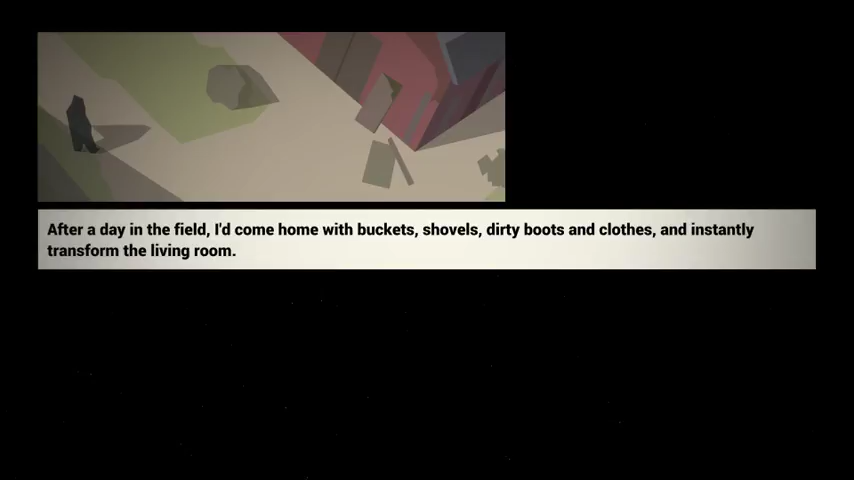 After a day in the field, I'd come home with buckets, shovels, dirty boots and clothes, and instantly
transform the living room.